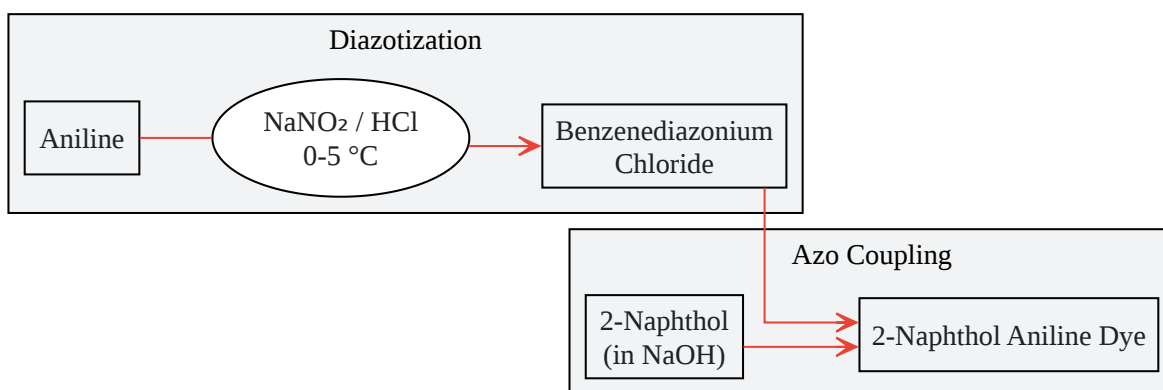 Diazotization
Aniline
NaNO₂ / HCl
0-5 °C
Benzenediazonium
Chloride
Azo Coupling
2-Naphthol
(in NaOH)
2-Naphthol Aniline Dye